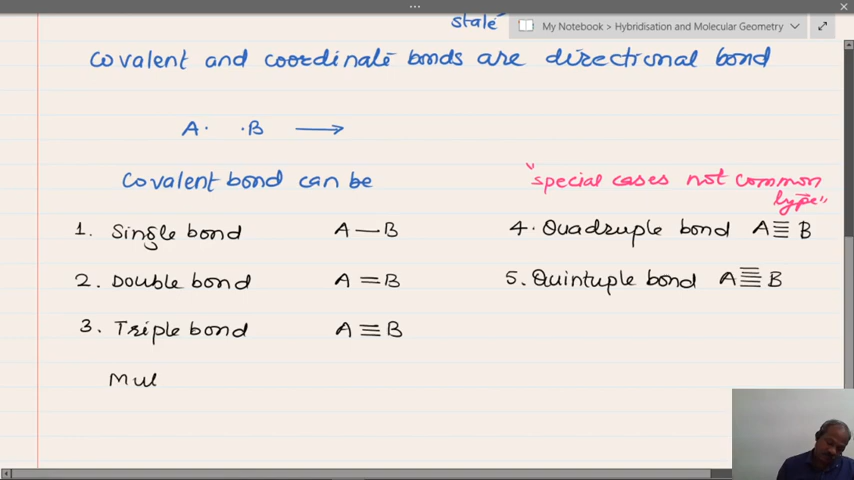 state
My Notebook > Hybridisation and Molecular Geometry
covalent and coordinate bonds are directional bond
A· ·B →
Covalent bond can be
"special cases not common
type"
1. Single bond A—B
2. Double bond A=B
3. Triple bond A≡B
4. Quadruple bond A≣B
5. Quintuple bond A B
Mul